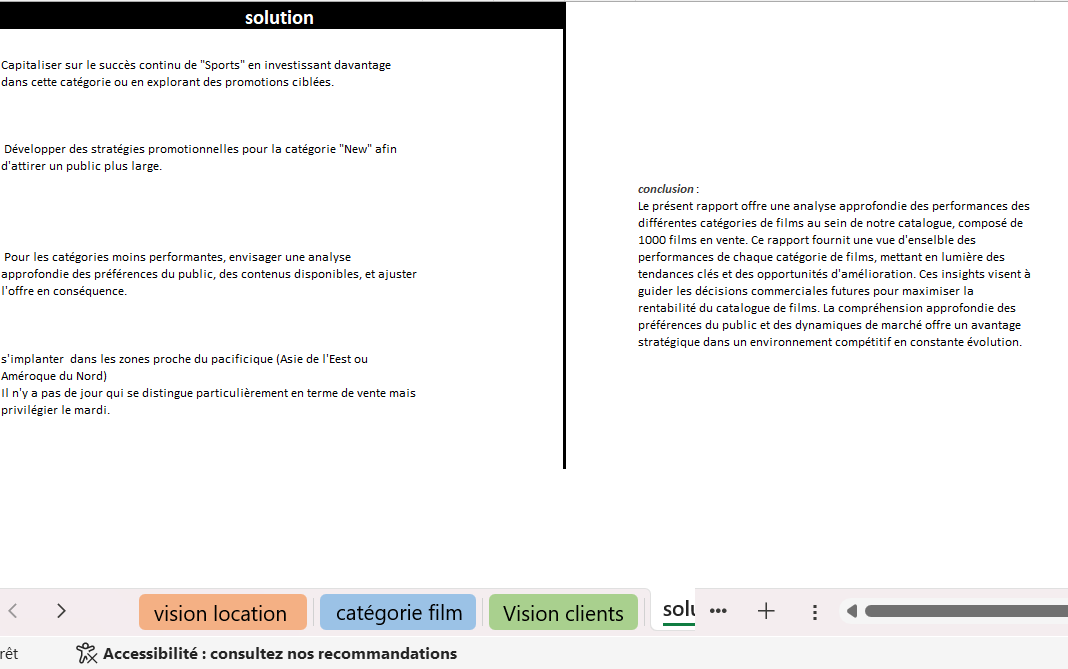 solution
Capitaliser sur le succès continu de "Sports" en investissant davantage
dans cette catégorie ou en explorant des promotions ciblées.
Développer des stratégies promotionnelles pour la catégorie "New" afin
d'attirer un public plus large.
Pour les catégories moins performantes, envisager une analyse
approfondie des préférences du public, des contenus disponibles, et ajuster
l'offre en conséquence.
s'implanter  dans les zones proche du pacificique (Asie de l'Eest ou
Améroque du Nord)
Il n'y a pas de jour qui se distingue particulièrement en terme de vente mais
privilégier le mardi.
conclusion :
Le présent rapport offre une analyse approfondie des performances des
différentes catégories de films au sein de notre catalogue, composé de
1000 films en vente. Ce rapport fournit une vue d'enselble des
performances de chaque catégorie de films, mettant en lumière des
tendances clés et des opportunités d'amélioration. Ces insights visent à
guider les décisions commerciales futures pour maximiser la
rentabilité du catalogue de films. La compréhension approfondie des
préférences du public et des dynamiques de marché offre un avantage
stratégique dans un environnement compétitif en constante évolution.
vision location
catégorie film
Vision clients
solu
rêt
Accessibilité : consultez nos recommandations